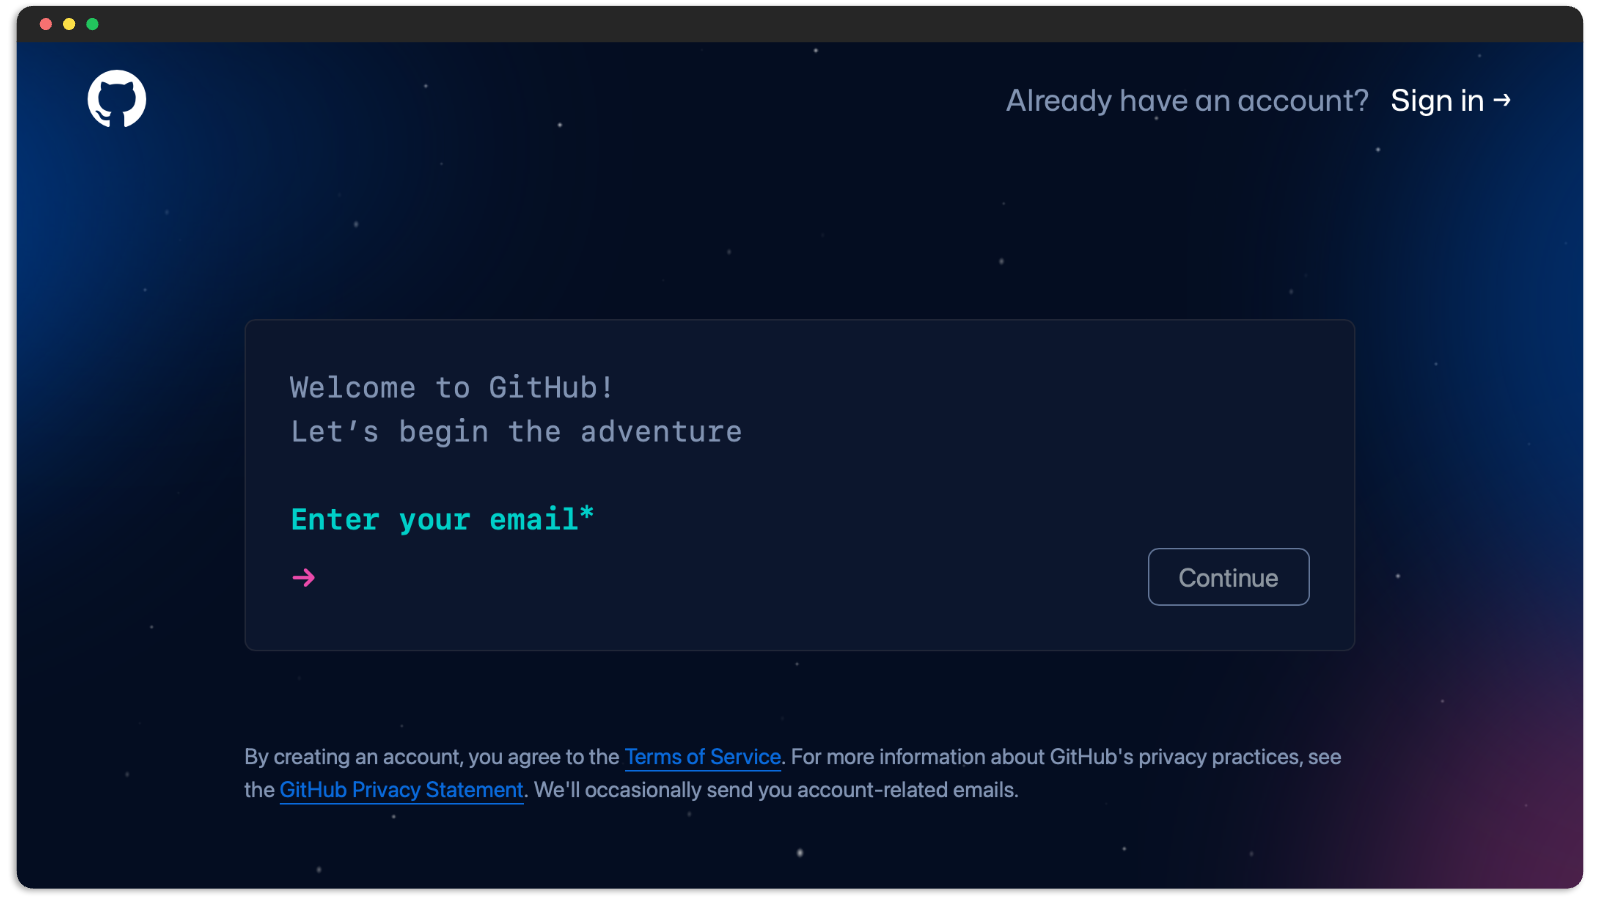 Already have an account? Sign in →
Welcome to GitHub!
Let’s begin the adventure
Enter your email*
→
Continue
By creating an account, you agree to the Terms of Service. For more information about GitHub's privacy practices, see
the GitHub Privacy Statement. We'll occasionally send you account-related emails.